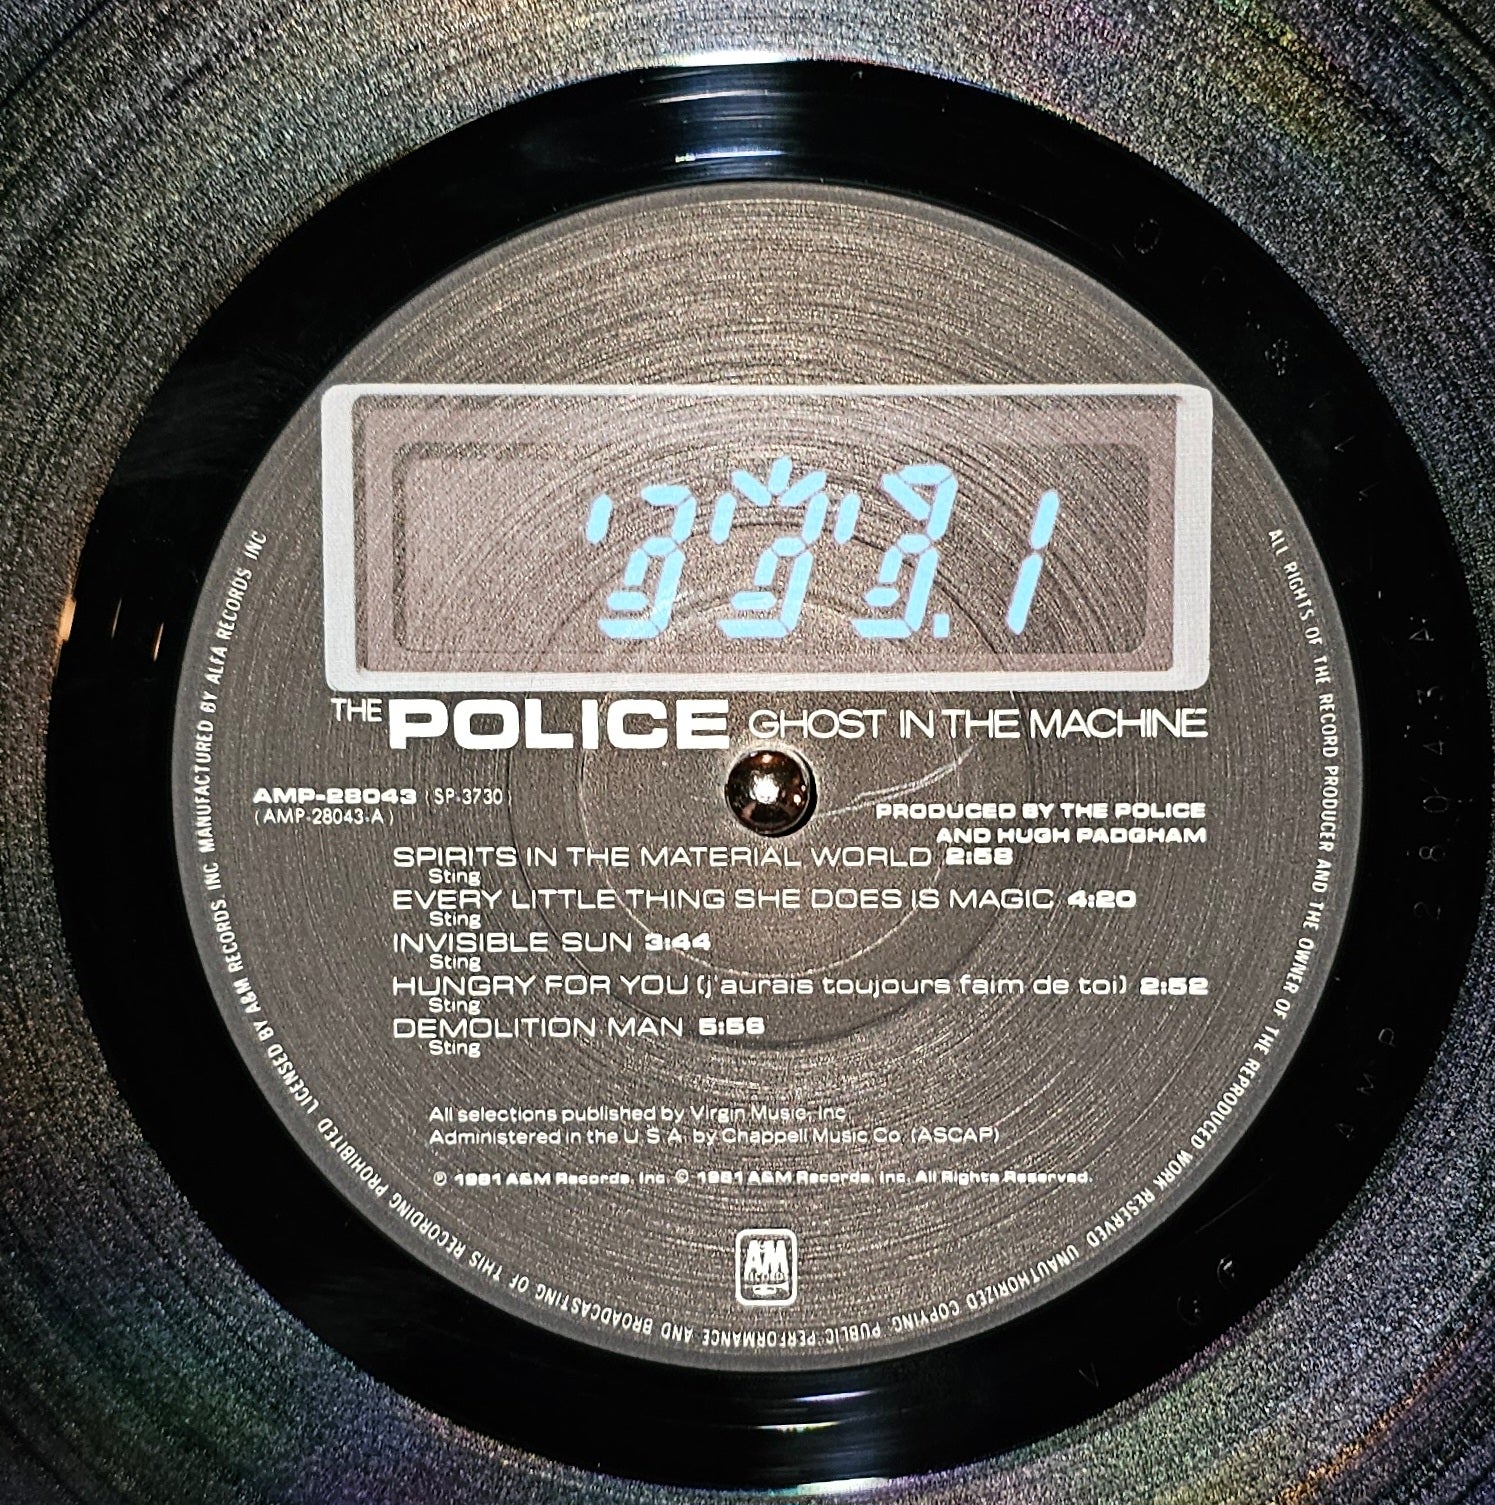 THE POLICE GHOST IN THE MACHINE
AMP-28043 (SP-3730)
(AMP-28043-A)
PRODUCED BY THE POLICE
AND HUGH PADGHAM
SPIRITS IN THE MATERIAL WORLD 2:58
Sting
EVERY LITTLE THING SHE DOES IS MAGIC 4:20
Sting
INVISIBLE SUN 3:44
Sting
HUNGRY FOR YOU (j'aurais toujours faim de toi) 2:52
Sting
DEMOLITION MAN 5:58
Sting
All selections published by Virgin Music, Inc.
Administered in the U.S.A. by Chappell Music Co. (ASCAP)
℗ 1981 A&M Records, Inc. © 1981 A&M Records, Inc. All Rights Reserved.
A&M
RECORDS
ALL RIGHTS OF THE RECORD PRODUCER AND THE OWNER OF THE REPRODUCED WORK RESERVED UNAUTHORIZED COPYING PUBLIC PERFORMANCE AND BROADCASTING OF THIS RECORDING PROHIBITED LICENSED BY A&M RECORDS, INC MANUFACTURED BY ALFA RECORDS INC
AMP 28043 A